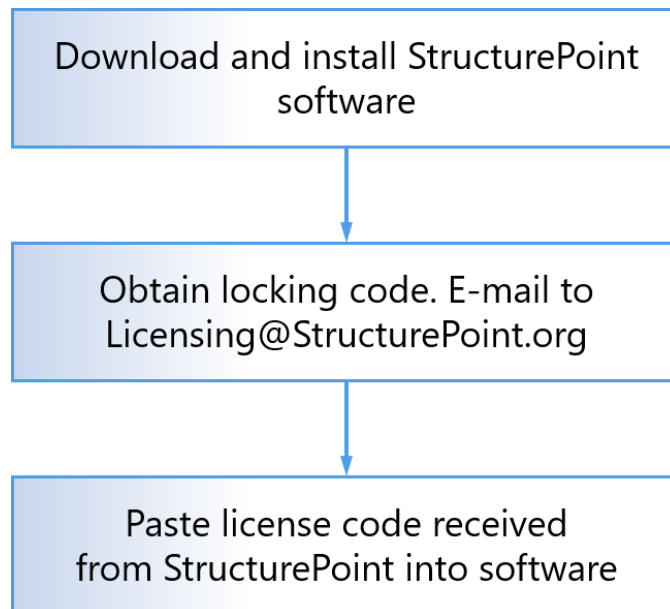 Download and install StructurePoint
software
Obtain locking code. E-mail to
Licensing@StructurePoint.org
Paste license code received
from StructurePoint into software